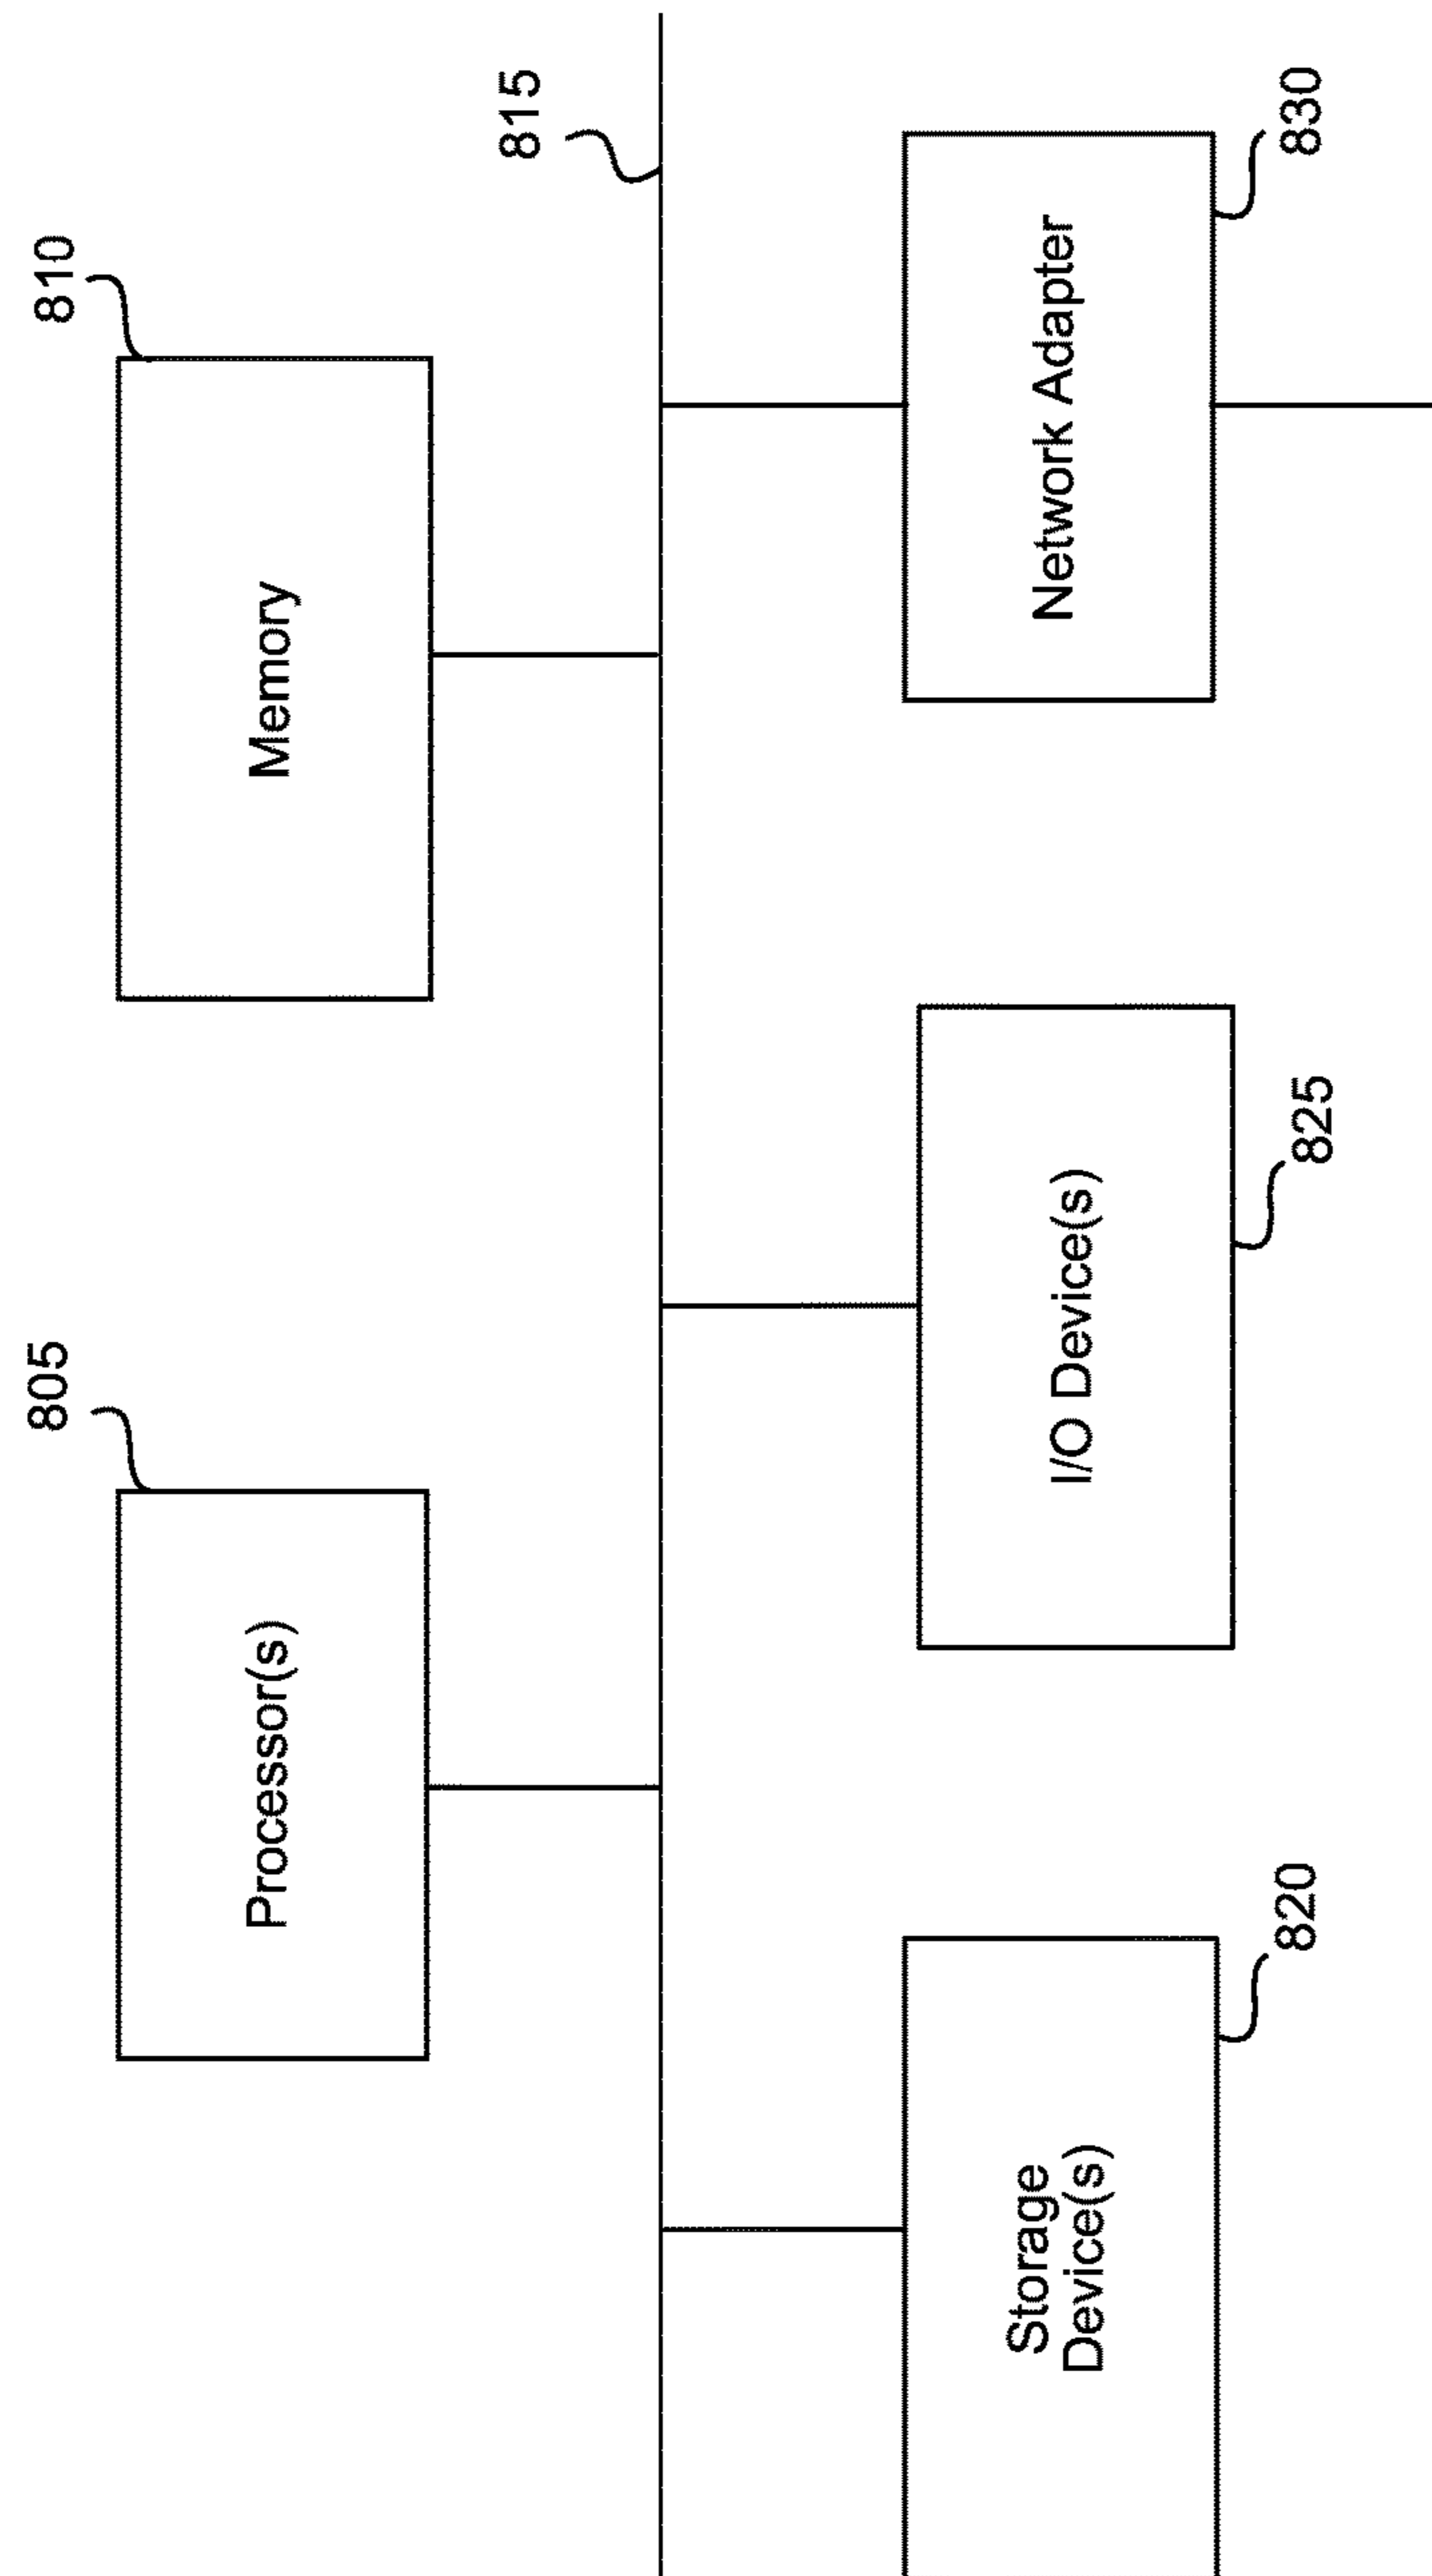 805
810
Processor(s)
Memory
815
Storage
Device(s)
I/O Device(s)
Network Adapter
820
825
830